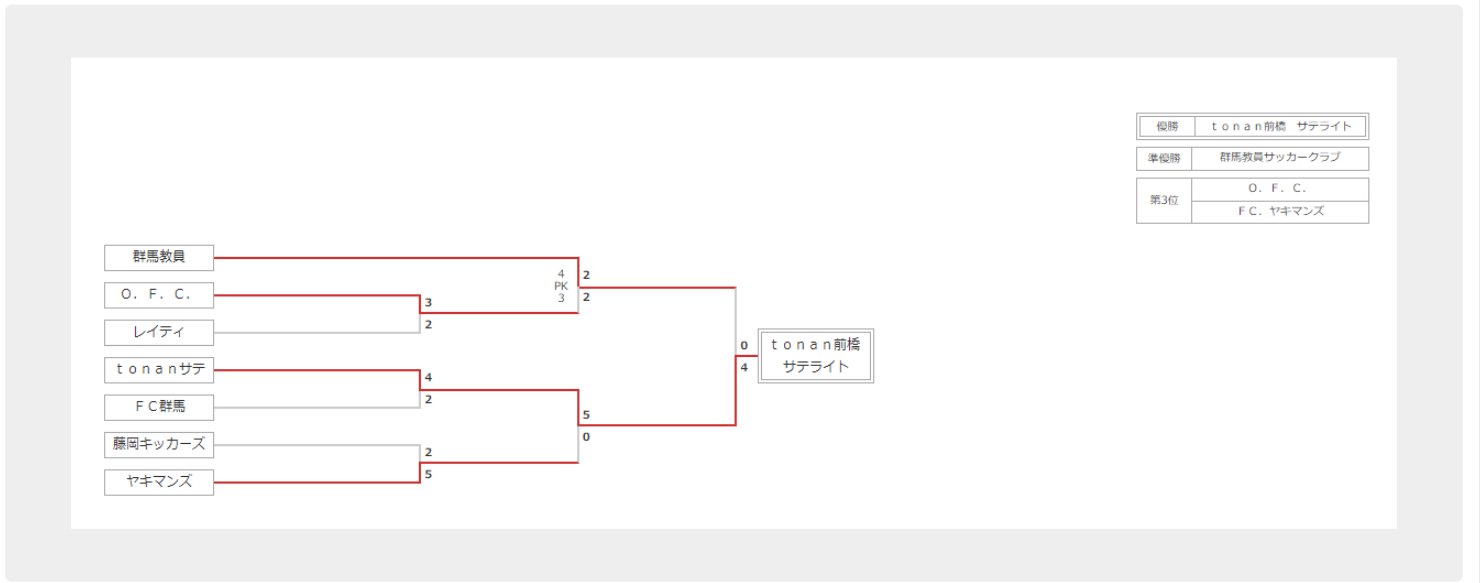 優勝 ｔｏｎａｎ前橋　サテライト
準優勝 群馬教員サッカークラブ
第3位 Ｏ．Ｆ．Ｃ．
ＦＣ．ヤキマンズ
群馬教員
4 2
PK
3 2
Ｏ．Ｆ．Ｃ．
3
レイティ
2
ｔｏｎａｎサテ
4
ＦＣ群馬
2
藤岡キッカーズ
2
ヤキマンズ
5
5
0
0
4
ｔｏｎａｎ前橋
サテライト